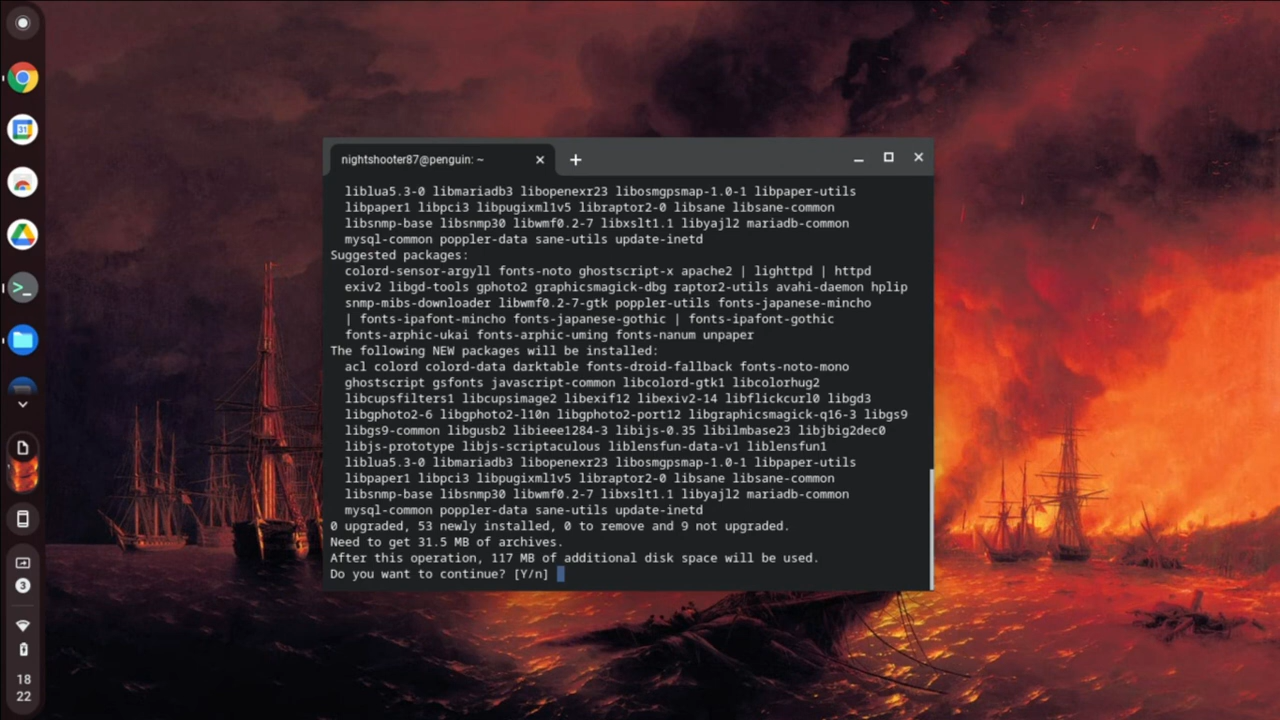 nightshooter87@penguin: ~
liblua5.3-0 libmariadb3 libopenexr23 libosmgpsmap-1.0-1 libpaper-utils
libpaper1 libpci3 libpugixml1v5 libraptor2-0 libsane libsane-common
libsnmp-base libsnmp30 libwmf0.2-7 libxslt1.1 libyajl2 mariadb-common
mysql-common poppler-data sane-utils update-inetd
Suggested packages:
colord-sensor-argyll fonts-noto ghostscript-x apache2 | lighttpd | httpd
exiv2 libgd-tools gphoto2 graphicsmagick-dbg raptor2-utils avahi-daemon hplip
snmp-mibs-downloader libwmf0.2-7-gtk poppler-utils fonts-japanese-mincho
| fonts-ipafont-mincho fonts-japanese-gothic | fonts-ipafont-gothic
fonts-arphic-ukai fonts-arphic-uming fonts-nanum unpaper
The following NEW packages will be installed:
acl colord colord-data darktable fonts-droid-fallback fonts-noto-mono
ghostscript gsfonts javascript-common libcolord-gtk1 libcolorhug2
libcupsfilters1 libcupsimage2 libexif12 libexiv2-14 libflickcurl0 libgd3
libgphoto2-6 libgphoto2-l10n libgphoto2-port12 libgraphicsmagick-q16-3 libgs9
libgs9-common libgusb2 libieee1284-3 libijs-0.35 libilmbase23 libjbig2dec0
libjs-prototype libjs-scriptaculous liblensfun-data-v1 liblensfun1
liblua5.3-0 libmariadb3 libopenexr23 libosmgpsmap-1.0-1 libpaper-utils
libpaper1 libpci3 libpugixml1v5 libraptor2-0 libsane libsane-common
libsnmp-base libsnmp30 libwmf0.2-7 libxslt1.1 libyajl2 mariadb-common
mysql-common poppler-data sane-utils update-inetd
0 upgraded, 53 newly installed, 0 to remove and 9 not upgraded.
Need to get 31.5 MB of archives.
After this operation, 117 MB of additional disk space will be used.
Do you want to continue? [Y/n]
31
3
18
22